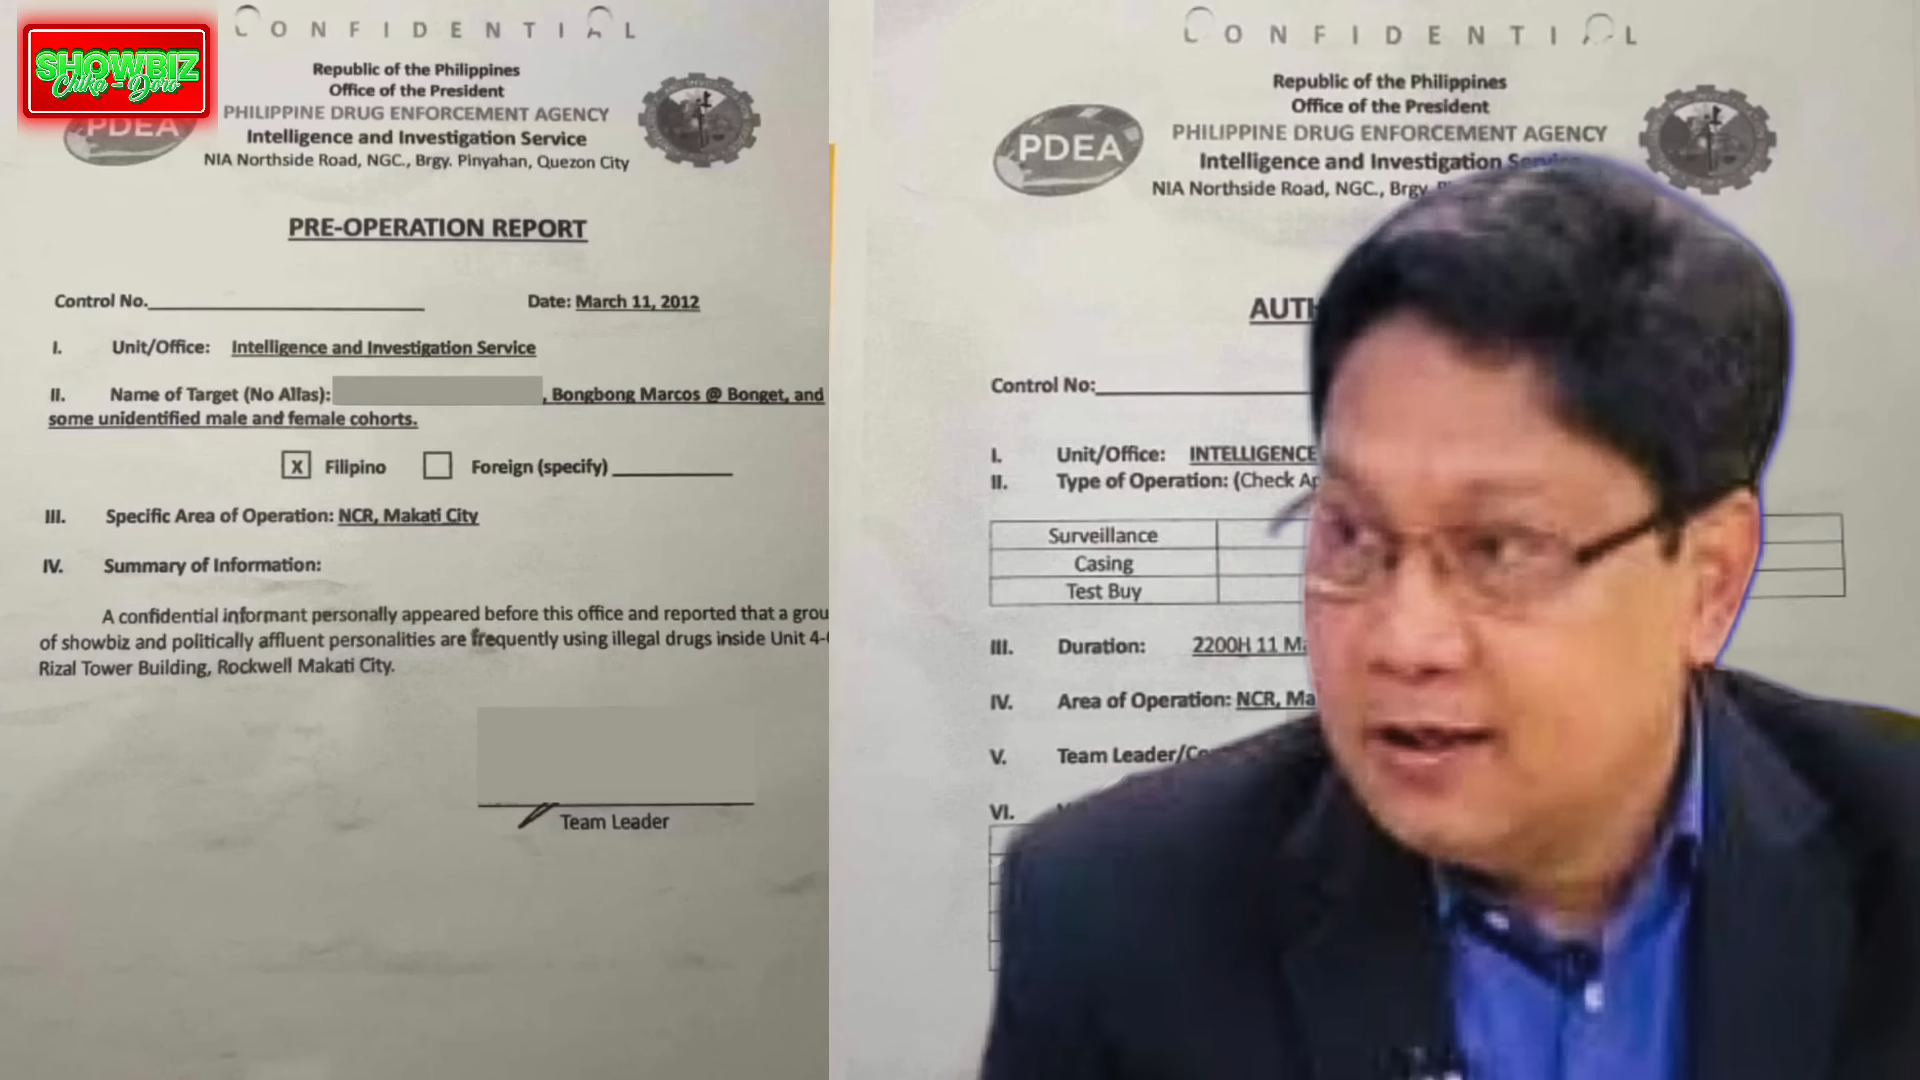 SHOWBIZ
Chika - Doro
CONFIDENTIAL
Republic of the Philippines
Office of the President
PDEA
PHILIPPINE DRUG ENFORCEMENT AGENCY
Intelligence and Investigation Service
NIA Northside Road, NGC., Brgy. Pinyahan, Quezon City
PRE-OPERATION REPORT
Control No.
Date: March 11, 2012
I. Unit/Office: Intelligence and Investigation Service
II. Name of Target (No Alias): , Bongbong Marcos @ Bonget, and
some unidentified male and female cohorts.
X Filipino Foreign (specify)
III. Specific Area of Operation: NCR, Makati City
IV. Summary of Information:
A confidential informant personally appeared before this office and reported that a grou
of showbiz and politically affluent personalities are frequently using illegal drugs inside Unit 4-
Rizal Tower Building, Rockwell Makati City.
Team Leader
CONFIDENTIAL
Republic of the Philippines
Office of the President
PDEA
PHILIPPINE DRUG ENFORCEMENT AGENCY
Intelligence and Investigation
NIA Northside Road, NGC., Brgy.
AUTH
Control No:
I. Unit/Office: INTELLIGENCE
II. Type of Operation: (Check Ap
Surveillance
Casing
Test Buy
III. Duration: 2200H 11 Ma
IV. Area of Operation: NCR, Ma
V. Team Leader/Co
VI.